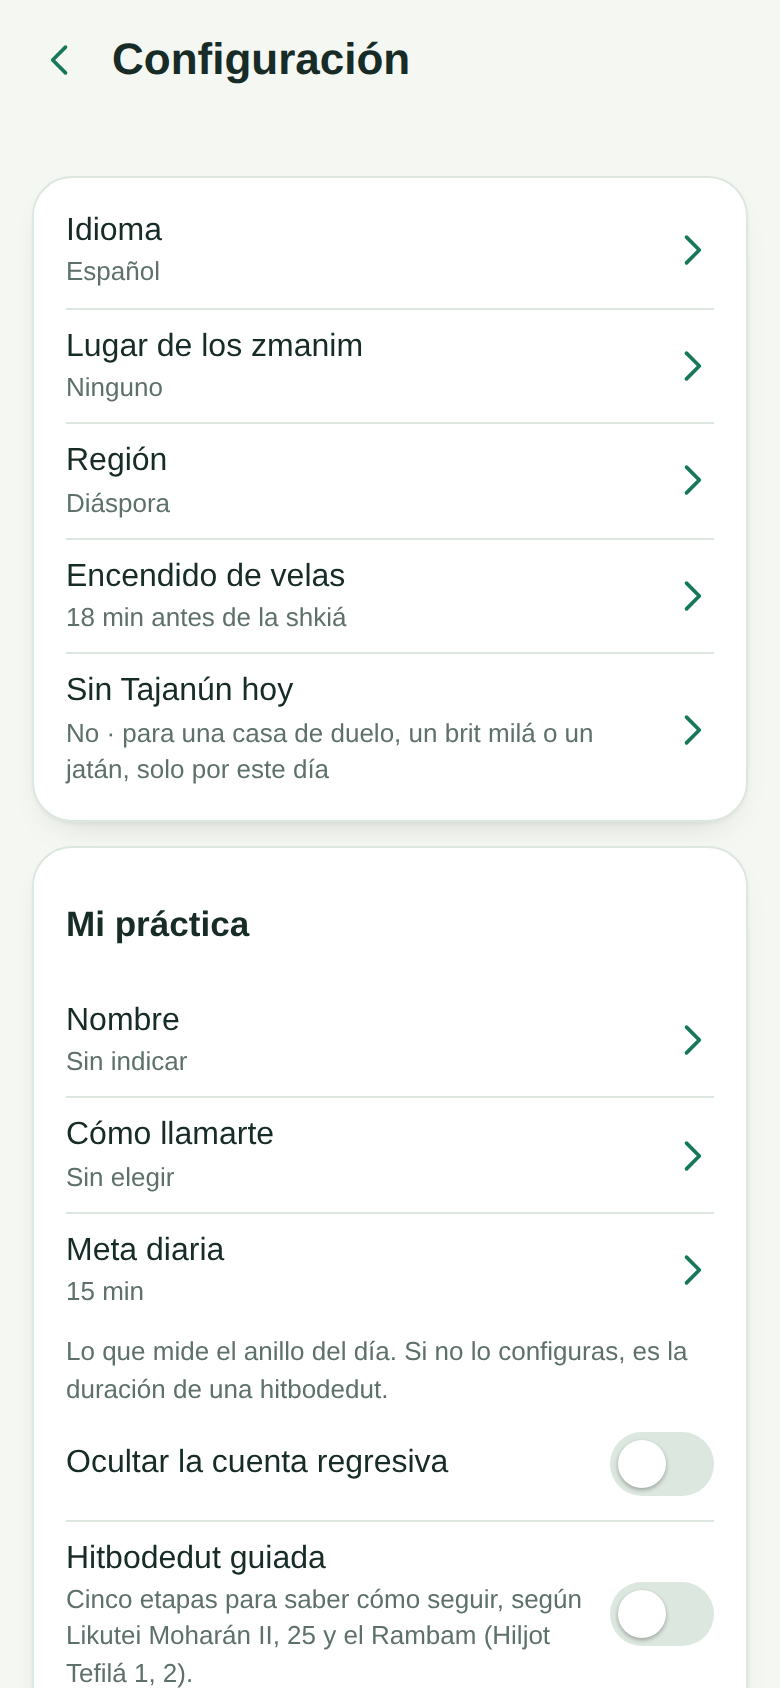 Configuración
Idioma
Español
Lugar de los zmanim
Ninguno
Región
Diáspora
Encendido de velas
18 min antes de la shkiá
Sin Tajanún hoy
No · para una casa de duelo, un brit milá o un
jatán, solo por este día
Mi práctica
Nombre
Sin indicar
Cómo llamarte
Sin elegir
Meta diaria
15 min
Lo que mide el anillo del día. Si no lo configuras, es la
duración de una hitbodedut.
Ocultar la cuenta regresiva
Hitbodedut guiada
Cinco etapas para saber cómo seguir, según
Likutei Moharán II, 25 y el Rambam (Hiljot
Tefilá 1, 2).